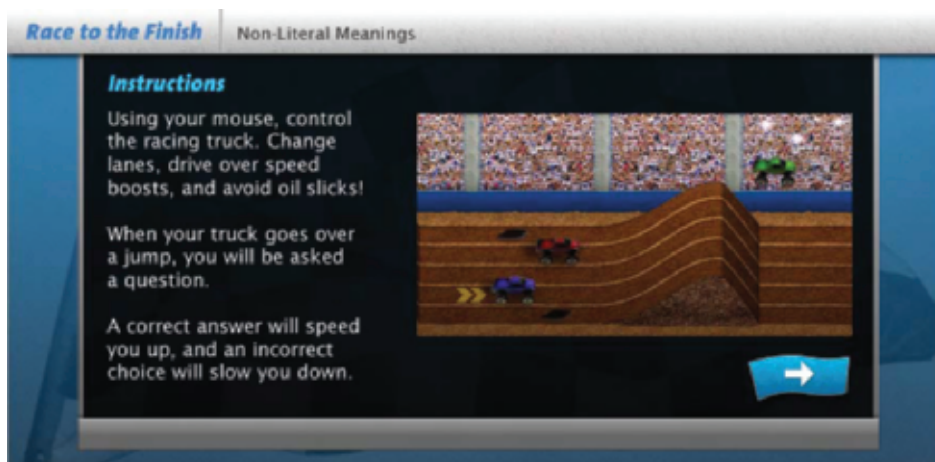 Race to the Finish
Non-Literal Meanings
Instructions
Using your mouse, control
the racing truck. Change
lanes, drive over speed
boosts, and avoid oil slicks!
When your truck goes over
a jump, you will be asked
a question.
A correct answer will speed
you up, and an incorrect
choice will slow you down.